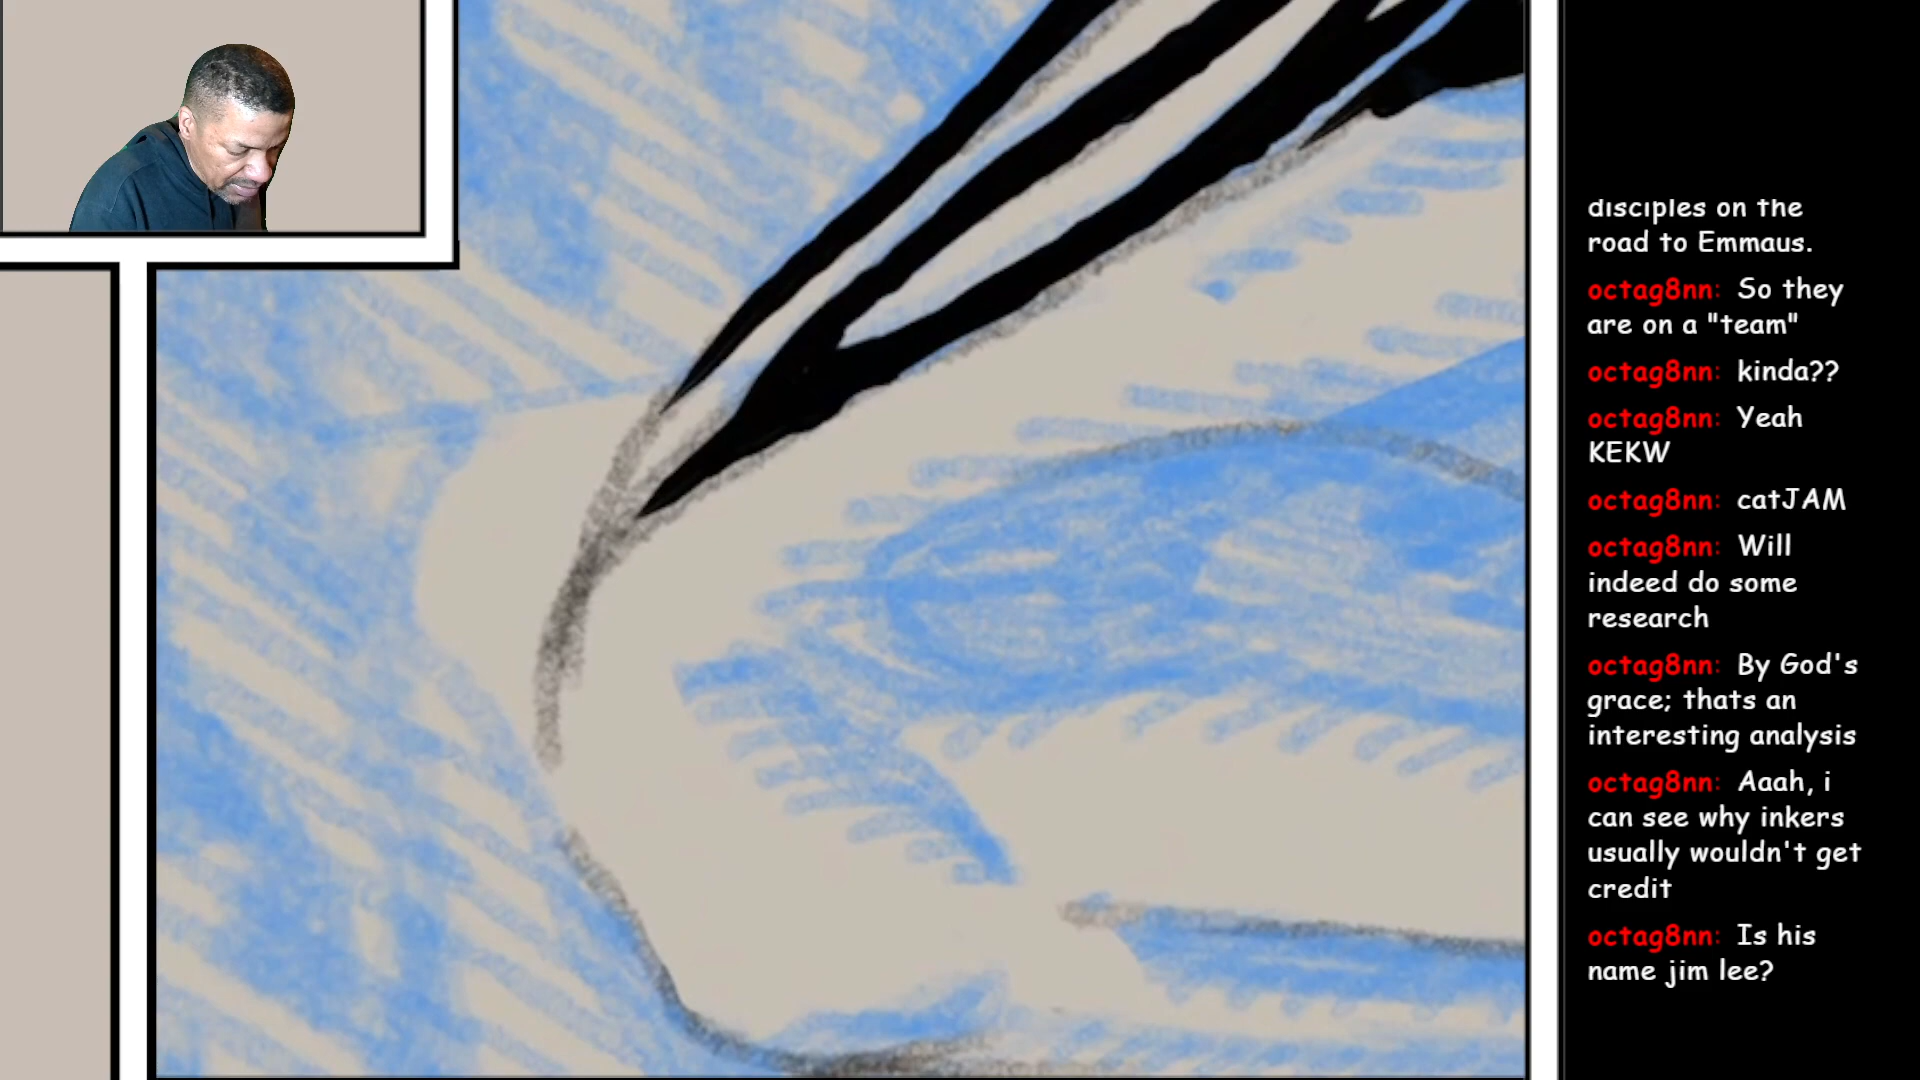 disciples on the
road to Emmaus.
octag8nn: So they
are on a "team"
octag8nn: kinda??
octag8nn: Yeah
KEKW
octag8nn: catJAM
octag8nn: Will
indeed do some
research
octag8nn: By God's
grace; thats an
interesting analysis
octag8nn: Aaah, i
can see why inkers
usually wouldn't get
credit
octag8nn: Is his
name jim lee?